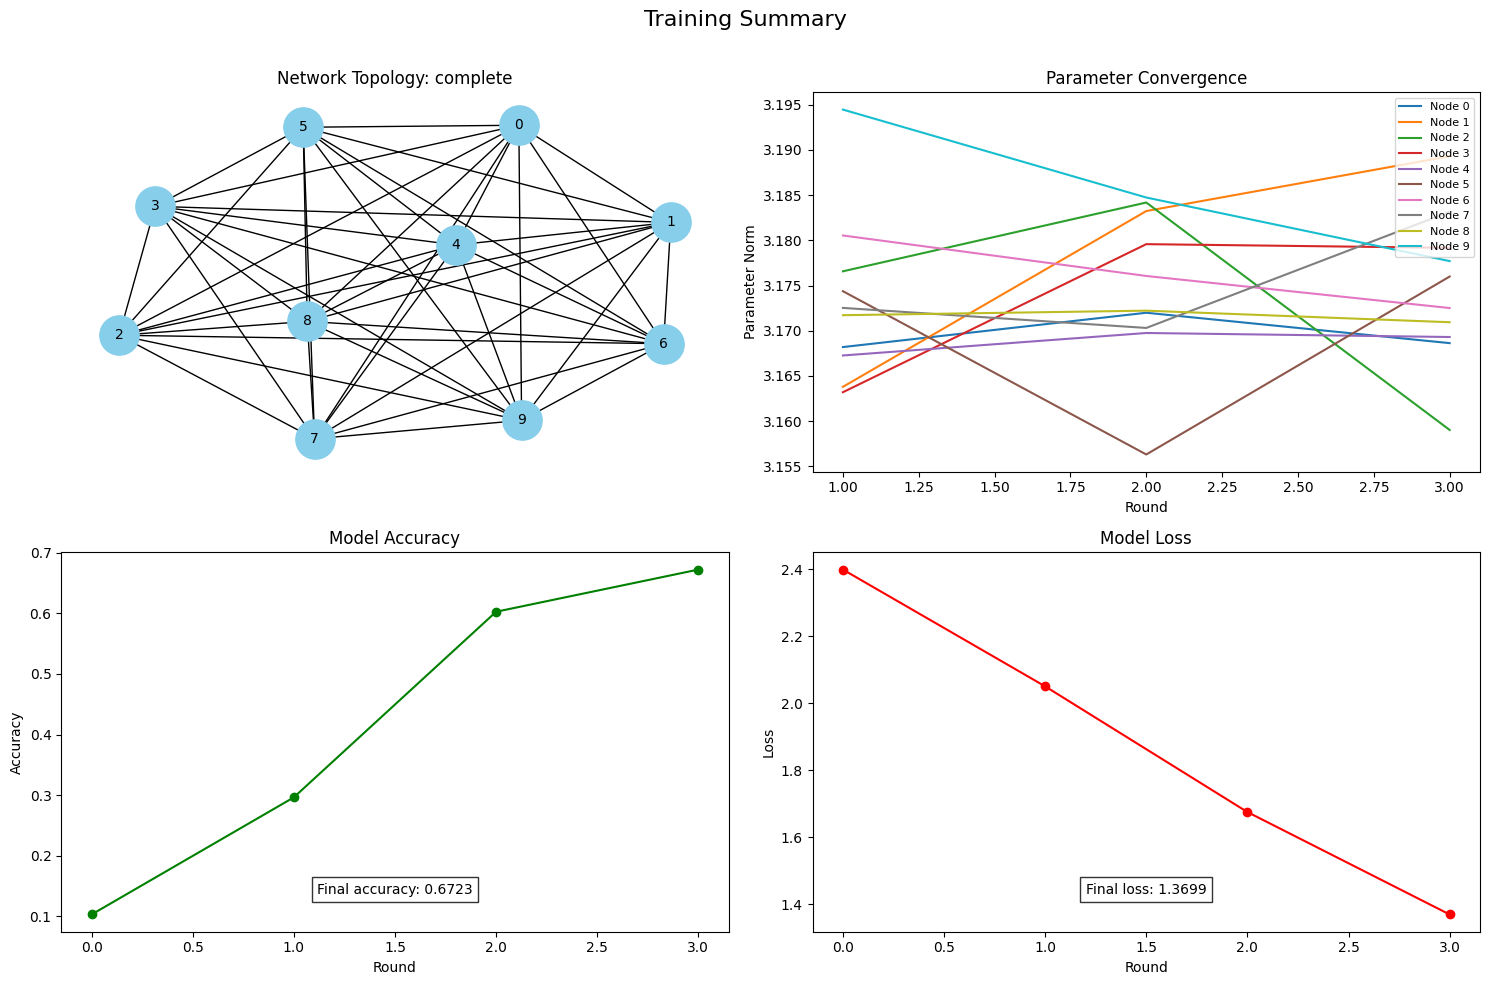 Training Summary
Network Topology: complete
5
0
3
1
4
8
2
6
9
7
Parameter Convergence
Parameter Norm
3.195
3.190
3.185
3.180
3.175
3.170
3.165
3.160
3.155
Node 0
Node 1
Node 2
Node 3
Node 4
Node 5
Node 6
Node 7
Node 8
Node 9
1.00 1.25 1.50 1.75 2.00 2.25 2.50 2.75 3.00
Round
Model Accuracy
Accuracy
0.7
0.6
0.5
0.4
0.3
0.2
0.1
Final accuracy: 0.6723
0.0 0.5 1.0 1.5 2.0 2.5 3.0
Round
Model Loss
Loss
2.4
2.2
2.0
1.8
1.6
1.4
Final loss: 1.3699
0.0 0.5 1.0 1.5 2.0 2.5 3.0
Round